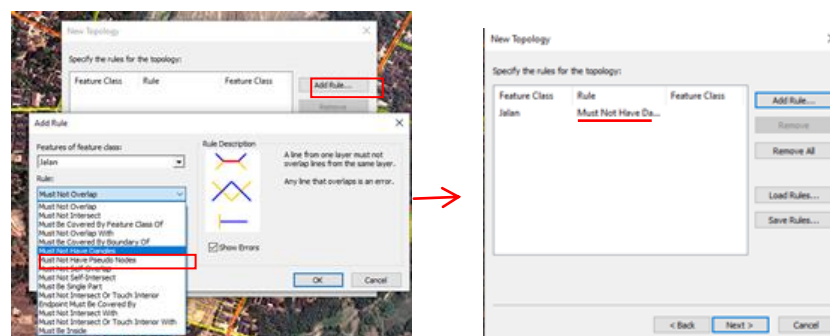 New Topology
Specify the rules for the topology:
Feature Class Rule Feature Class
Add Rule...
Remove
Add Rule
Features of feature class:
Jalan
Rule:
Must Not Overlap
Must Not Overlap
Must Not Intersect
Must Be Covered By Feature Class Of
Must Not Overlap With
Must Be Covered By Boundary Of
Must Not Have Dangles
Must Not Have Pseudo Nodes
Must Not Self-Overlap
Must Not Self-Intersect
Must Be Single Part
Must Not Intersect Or Touch Interior
Endpoint Must Be Covered By
Must Not Intersect With
Must Not Intersect Or Touch Interior With
Must Be Inside
Rule Description
A line from one layer must not
overlap lines from the same layer.
Any line that overlaps is an error.
Show Errors
OK Cancel
New Topology
Specify the rules for the topology:
Feature Class Rule Feature Class
Jalan Must Not Have Da...
Add Rule...
Remove
Remove All
Load Rules...
Save Rules...
< Back Next > Cancel